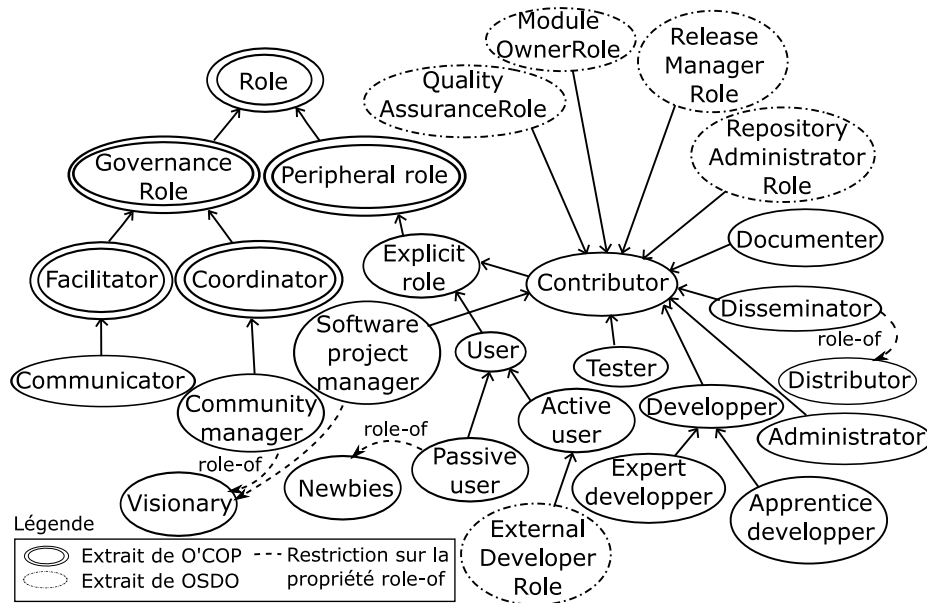 Module
OwnerRole
Release
Manager
Role
Role
Quality
AssuranceRole
Repository
Administrator
Role
Governance
Role
Peripheral role
Documenter
Explicit
role
Facilitator
Coordinator
Contributor
Disseminator
Software
project
manager
role-of
User
Tester
Communicator
Distributor
Community
manager
Active
user
Developper
Administrator
role-of
role-of
Passive
user
Expert
developper
Visionary
Newbies
Apprentice
developper
External
Developer
Role
Légende
Extrait de O'COP
Restriction sur la
propriété role-of
Extrait de OSDO